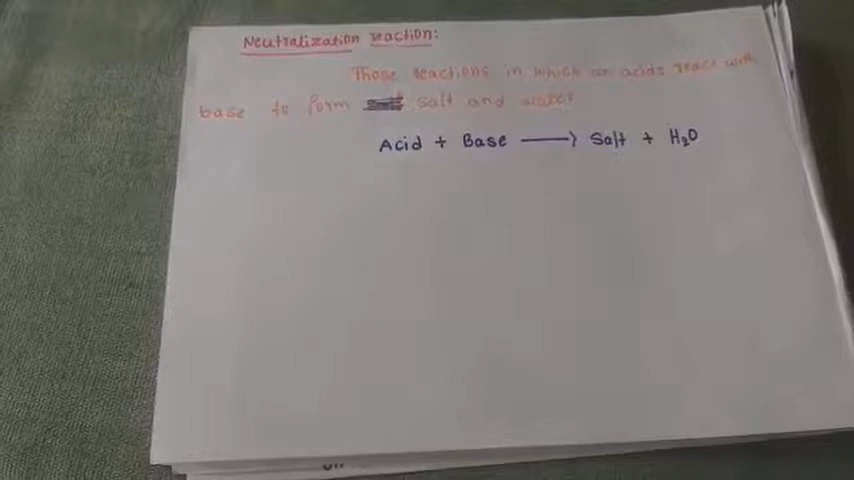 Neutralization reaction:
Those reactions in which an acids react with
base to form salt and water
Acid + Base ⟶ Salt + H₂O